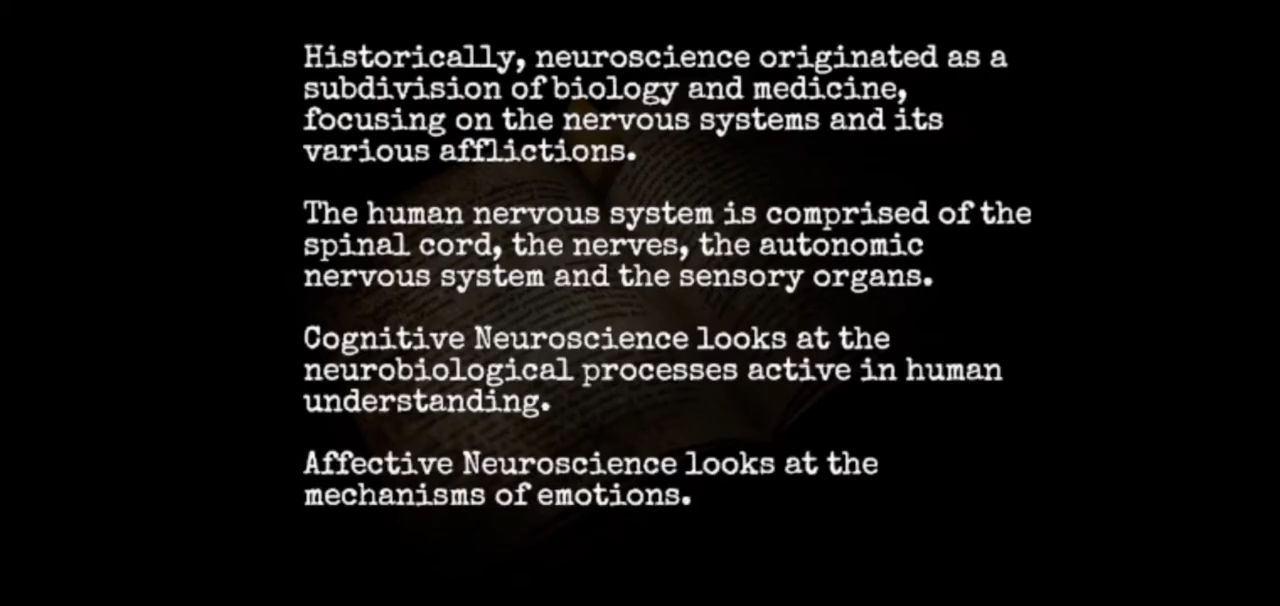 Historically, neuroscience originated as a
subdivision of biology and medicine,
focusing on the nervous systems and its
various afflictions.
The human nervous system is comprised of the
spinal cord, the nerves, the autonomic
nervous system and the sensory organs.
Cognitive Neuroscience looks at the
neurobiological processes active in human
understanding.
Affective Neuroscience looks at the
mechanisms of emotions.